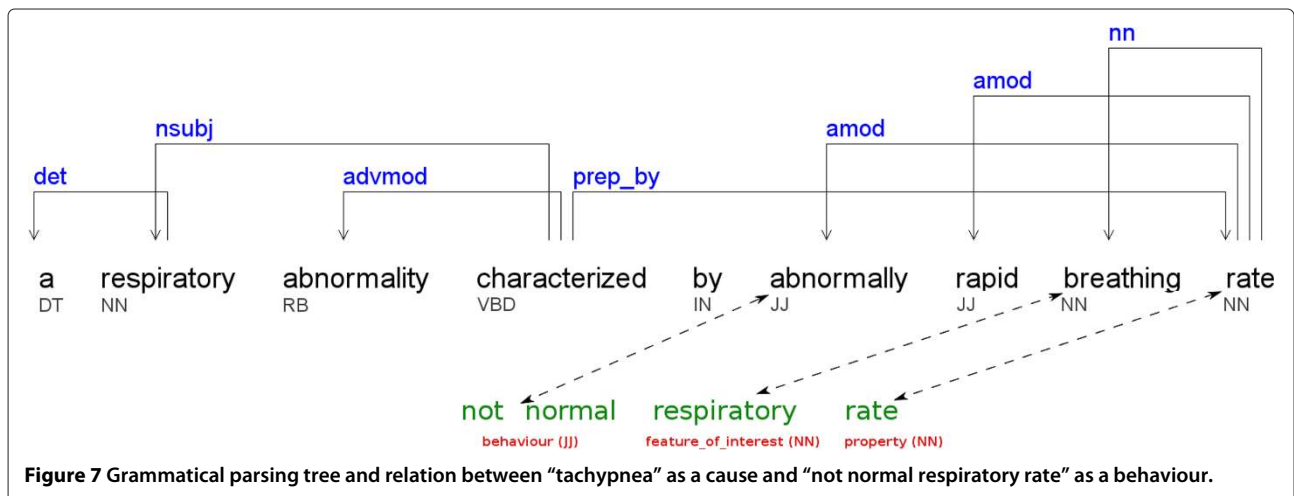 nn
amod
nsubj amod
det advmod prep_by
a respiratory abnormality characterized by abnormally rapid breathing rate
DT NN RB VBD IN JJ JJ NN NN
not normal respiratory rate
behaviour (JJ) feature_of_interest (NN) property (NN)
Figure 7 Grammatical parsing tree and relation between “tachypnea” as a cause and “not normal respiratory rate” as a behaviour.